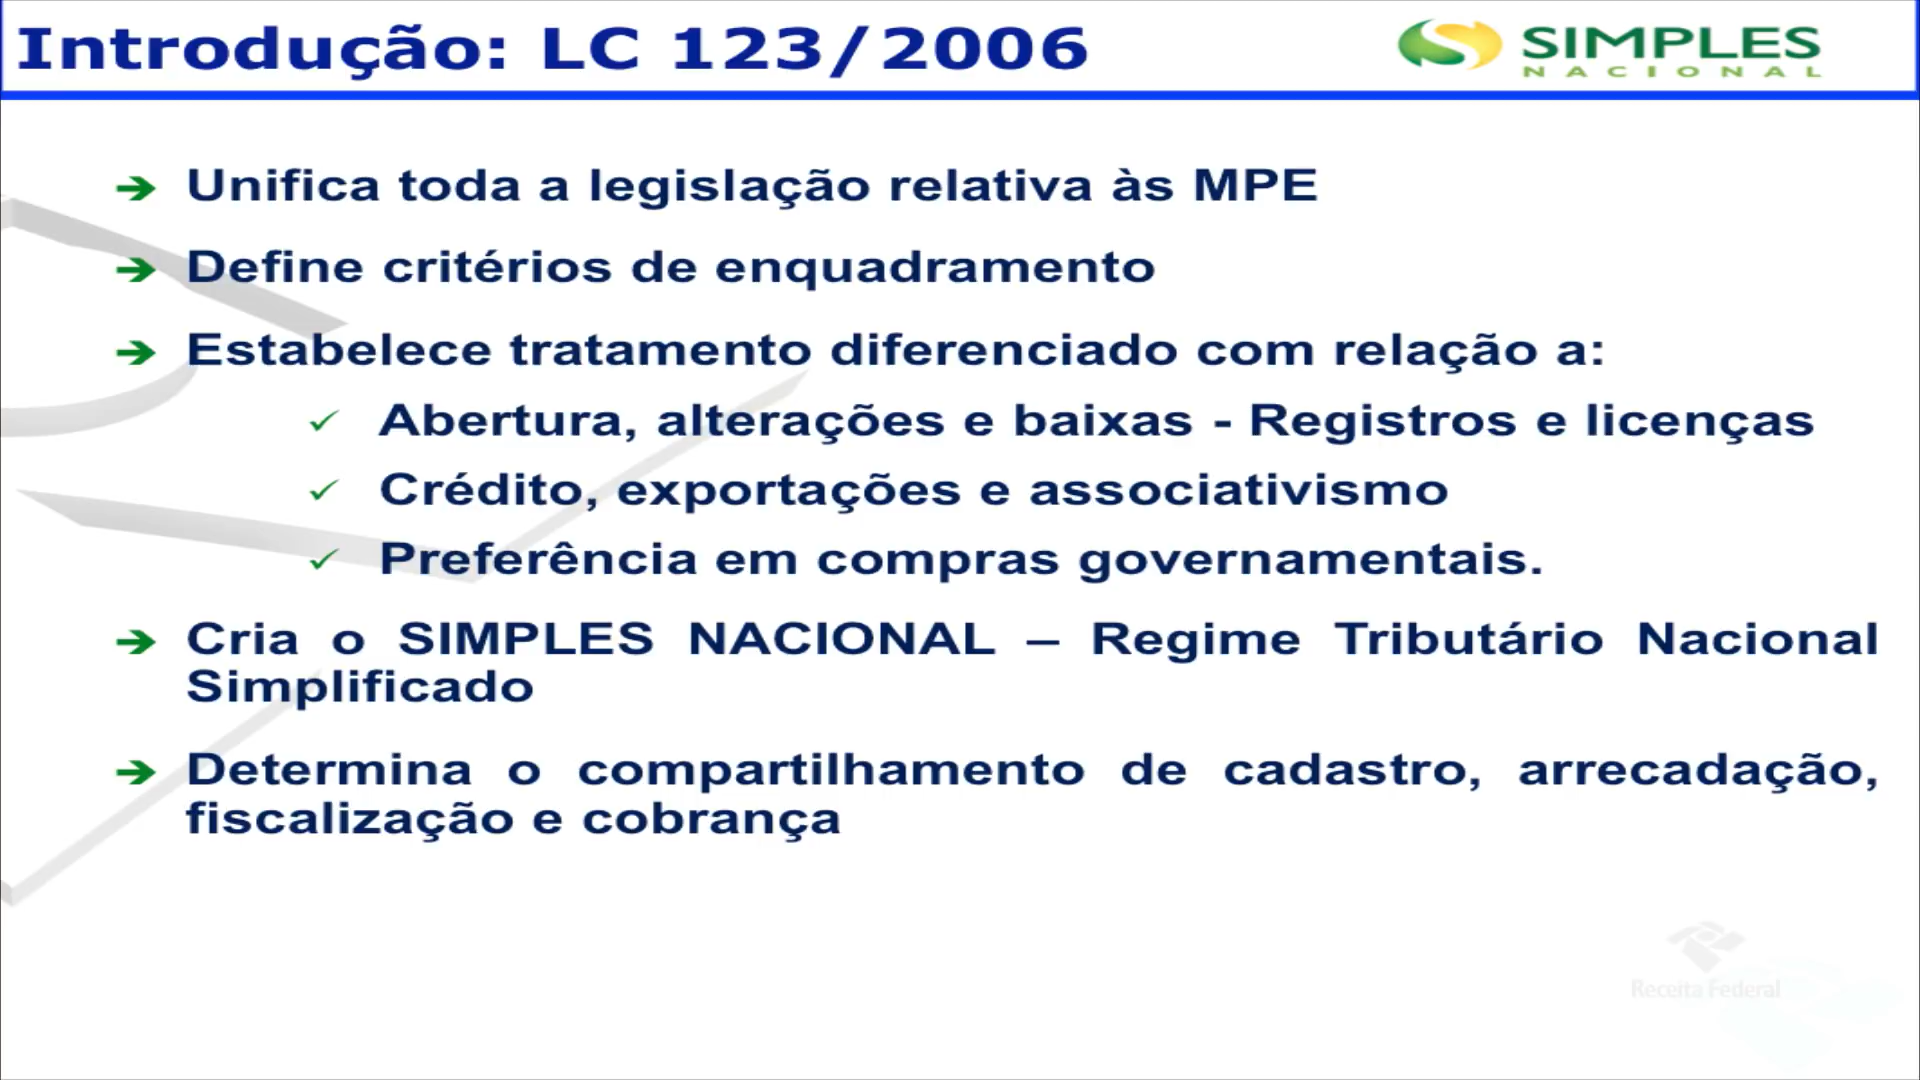 Introdução: LC 123/2006
SIMPLES
NACIONAL
Unifica toda a legislação relativa às MPE
Define critérios de enquadramento
Estabelece tratamento diferenciado com relação a:
Abertura, alterações e baixas - Registros e licenças
Crédito, exportações e associativismo
Preferência em compras governamentais.
Cria o SIMPLES NACIONAL – Regime Tributário Nacional
Simplificado
Determina o compartilhamento de cadastro, arrecadação,
fiscalização e cobrança
Receita Federal